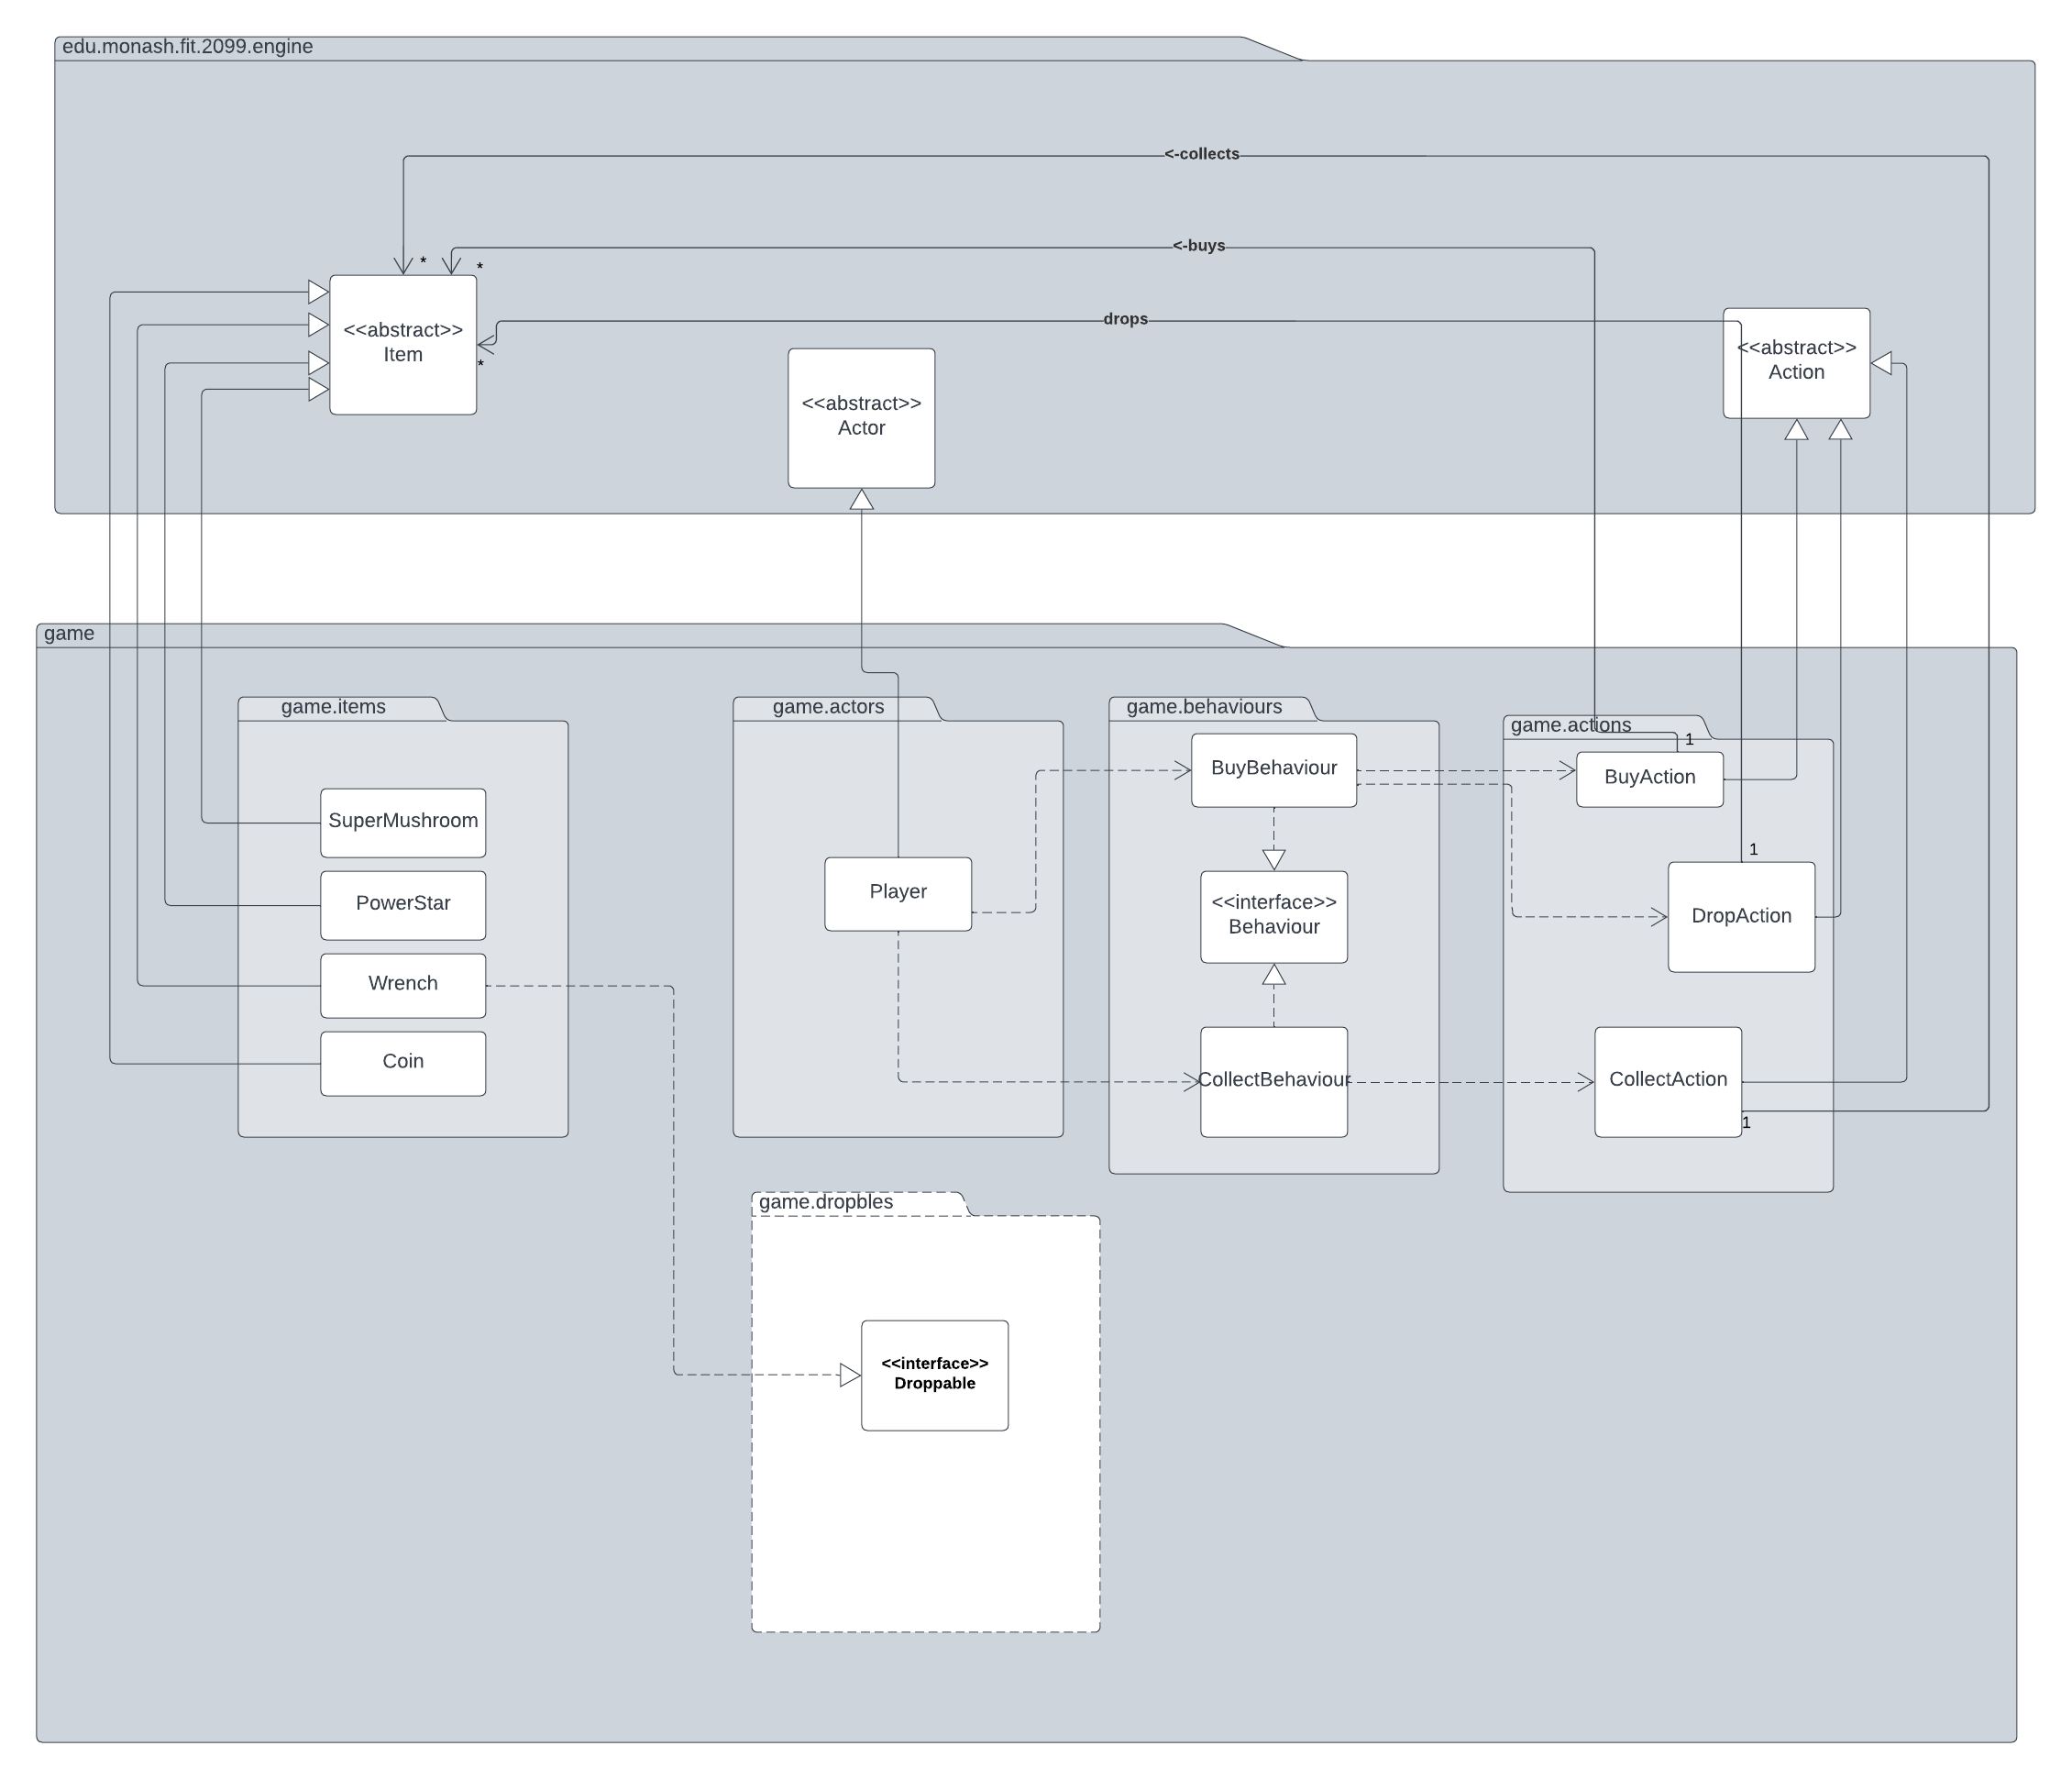 edu.monash.fit.2099.engine
<-collects
<-buys
*
*
drops
*
<<abstract>>
Item
<<abstract>>
Actor
<<abstract>>
Action
game
game.items
game.actors
game.behaviours
game.actions
1
SuperMushroom
PowerStar
Wrench
Coin
Player
BuyBehaviour
<<interface>>
Behaviour
CollectBehaviour
BuyAction
1
DropAction
CollectAction
1
game.dropbles
<<interface>>
Droppable